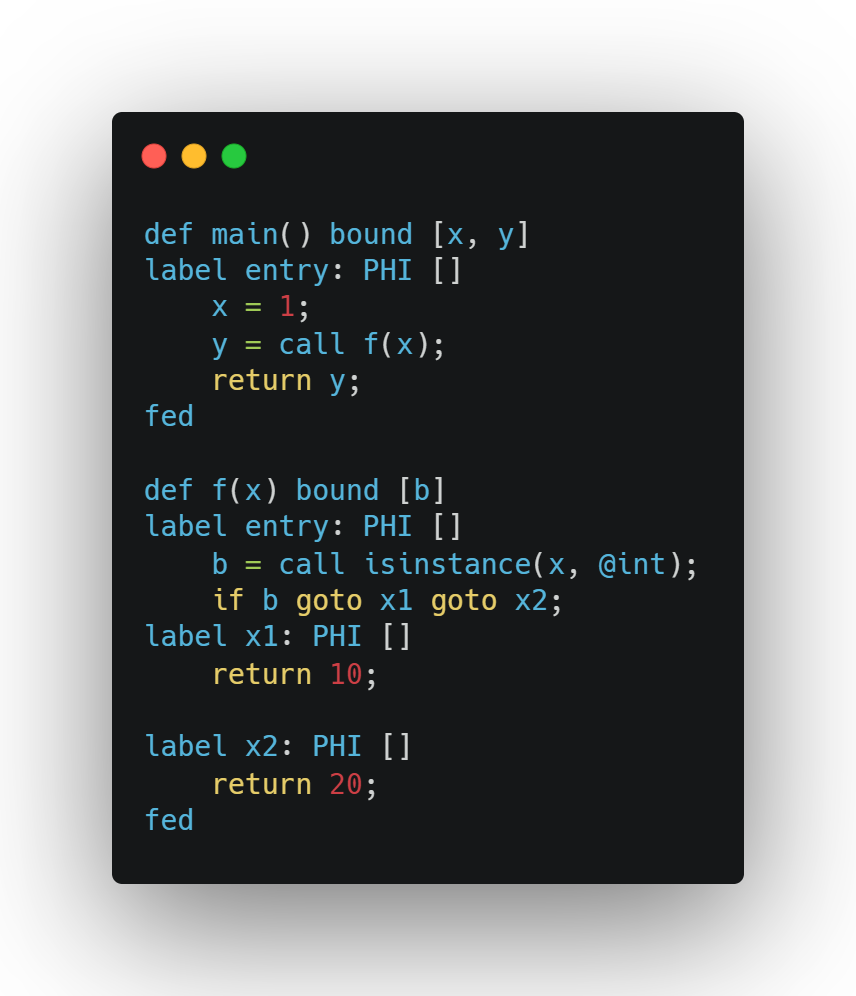 def main() bound [x, y]
label entry: PHI []
    x = 1;
    y = call f(x);
    return y;
fed

def f(x) bound [b]
label entry: PHI []
    b = call isinstance(x, @int);
    if b goto x1 goto x2;
label x1: PHI []
    return 10;

label x2: PHI []
    return 20;
fed